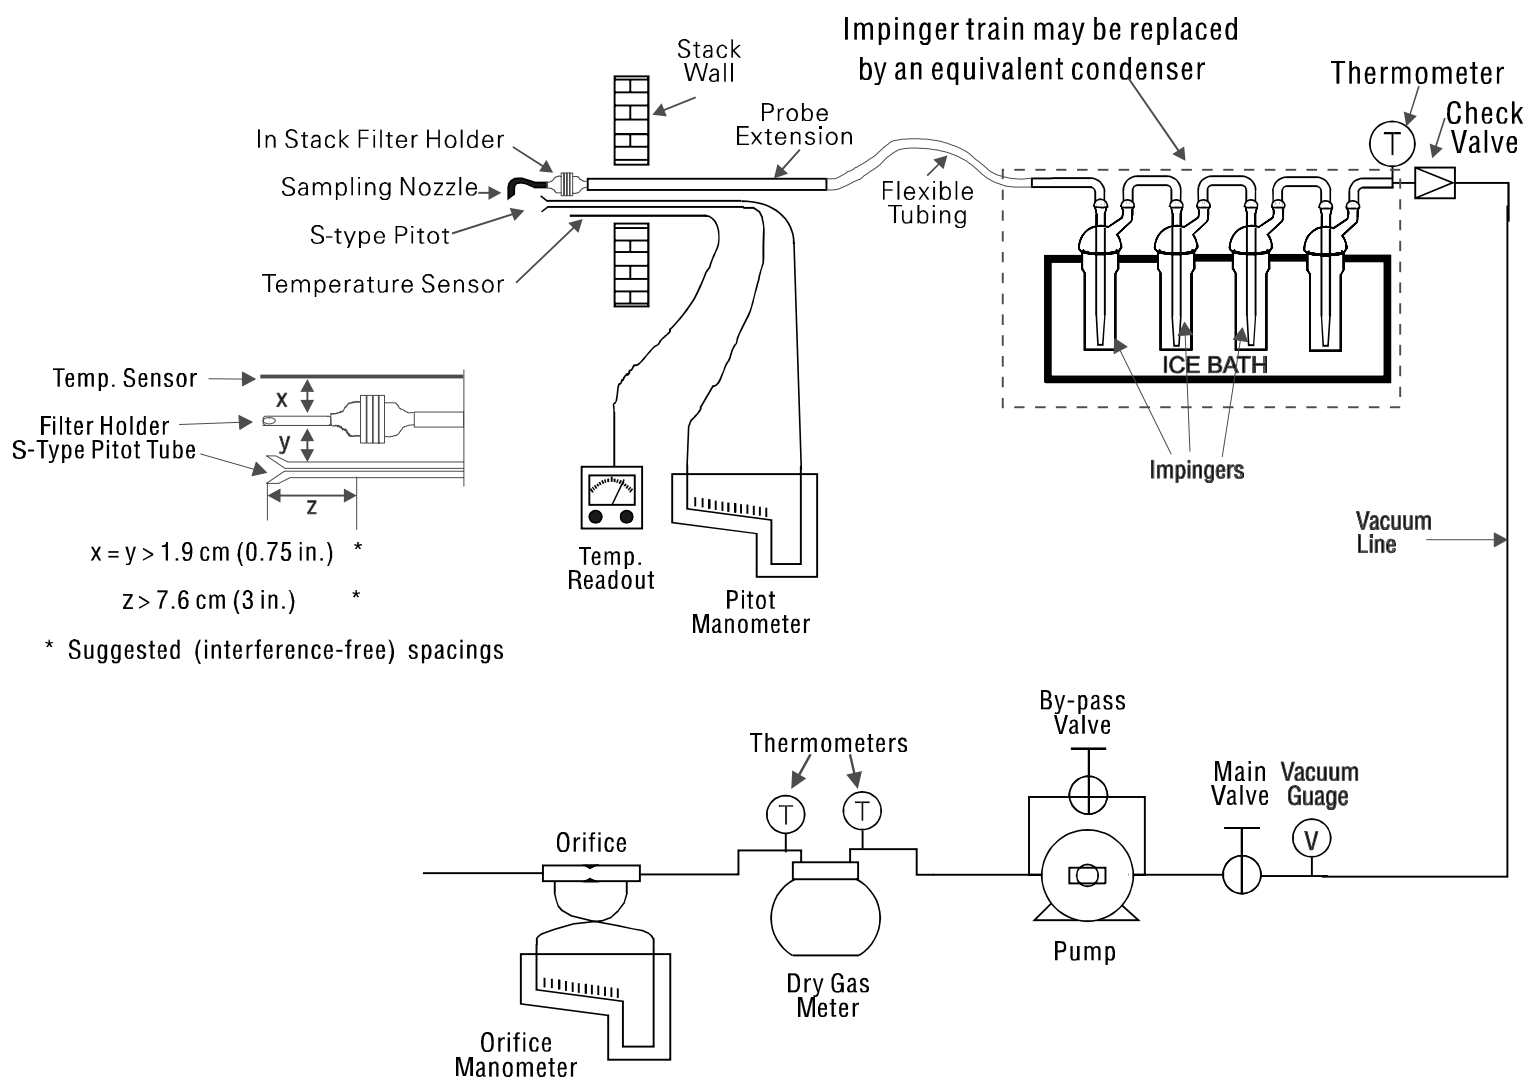 Impinger train may be replaced
by an equivalent condenser
Stack
Wall
Thermometer
Check
Valve
Probe
Extension
In Stack Filter Holder
Sampling Nozzle
Flexible
Tubing
S-type Pitot
Temperature Sensor
T
ICE BATH
Impingers
Temp. Sensor
x
Filter Holder
y
S-Type Pitot Tube
z
x = y > 1.9 cm (0.75 in.) *
z > 7.6 cm (3 in.) *
* Suggested (interference-free) spacings
Temp.
Readout
Pitot
Manometer
Vacuum
Line
By-pass
Valve
Thermometers
T
T
Main
Valve
Vacuum
Guage
V
Orifice
Pump
Dry Gas
Meter
Orifice
Manometer